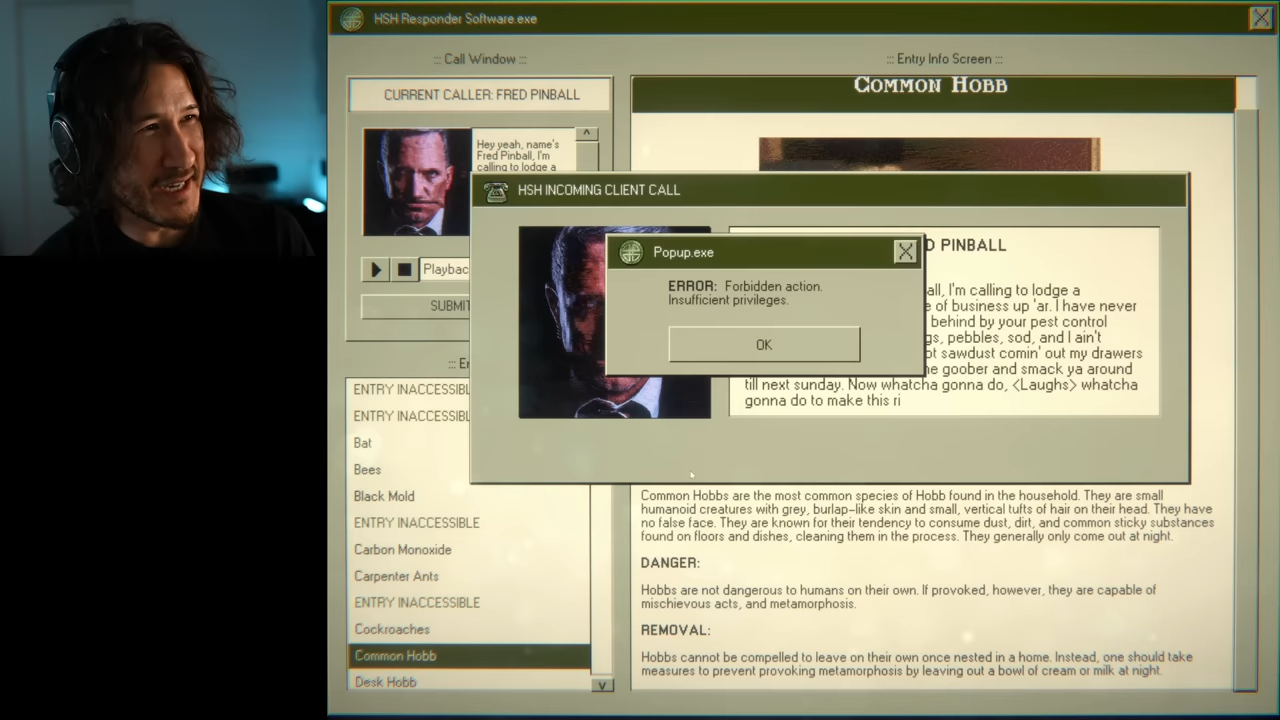 HSH Responder Software.exe
::: Call Window :::
CURRENT CALLER: FRED PINBALL
Hey yeah, name's
Fred Pinball, I'm
calling to lodge a
Playbac
SUBMIT
::: E
ENTRY INACCESSIBL
ENTRY INACCESSIBL
Bat
Bees
Black Mold
ENTRY INACCESSIBLE
Carbon Monoxide
Carpenter Ants
ENTRY INACCESSIBLE
Cockroaches
Common Hobb
Desk Hobb
::: Entry Info Screen :::
COMMON HOBB
HSH INCOMING CLIENT CALL
D PINBALL
all, I'm calling to lodge a
e of business up 'ar. I have never
behind by your pest control
gs, pebbles, sod, and I ain't
ot sawdust comin' out my drawers
ne goober and smack ya around
till next sunday. Now whatcha gonna do, <Laughs> whatcha
gonna do to make this ri
Popup.exe
ERROR: Forbidden action.
Insufficient privileges.
OK
Common Hobbs are the most common species of Hobb found in the household. They are small
humanoid creatures with grey, burlap-like skin and small, vertical tufts of hair on their head. They have
no false face. They are known for their tendency to consume dust, dirt, and common sticky substances
found on floors and dishes, cleaning them in the process. They generally only come out at night.
DANGER:
Hobbs are not dangerous to humans on their own. If provoked, however, they are capable of
mischievous acts, and metamorphosis.
REMOVAL:
Hobbs cannot be compelled to leave on their own once nested in a home. Instead, one should take
measures to prevent provoking metamorphosis by leaving out a bowl of cream or milk at night.